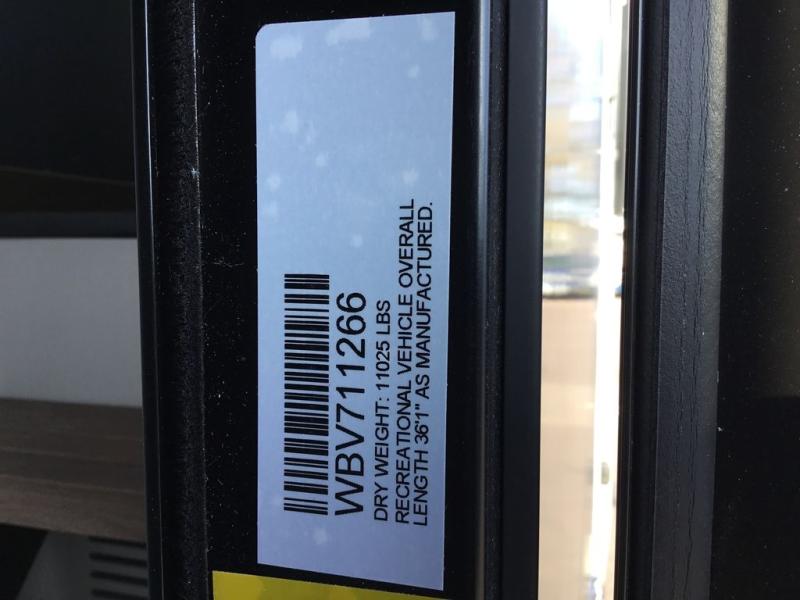 WBV711266
DRY WEIGHT: 11025 LBS
RECREATIONAL VEHICLE OVERALL
LENGTH 36'1" AS MANUFACTURED.